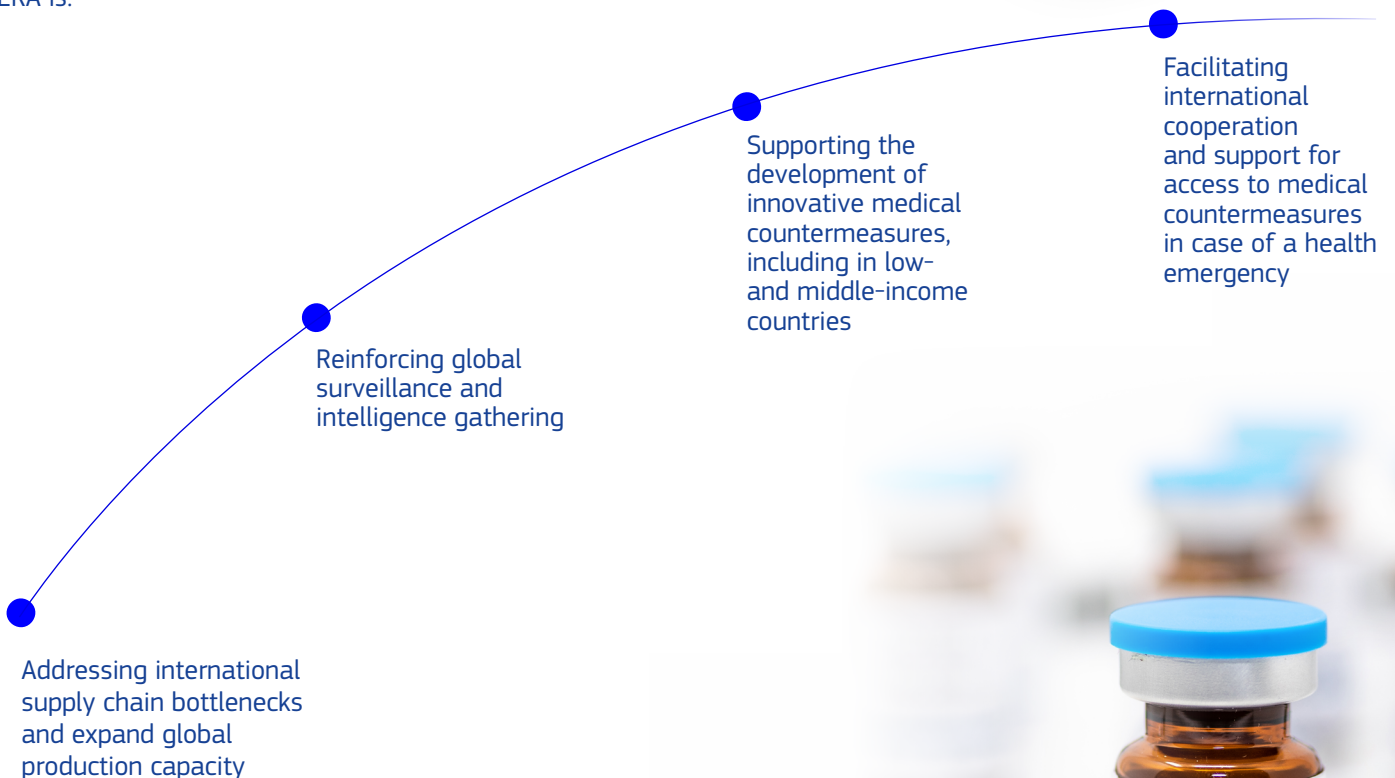 ERA is:
Addressing international
supply chain bottlenecks
and expand global
production capacity
Reinforcing global
surveillance and
intelligence gathering
Supporting the
development of
innovative medical
countermeasures,
including in low-
and middle-income
countries
Facilitating
international
cooperation
and support for
access to medical
countermeasures
in case of a health
emergency